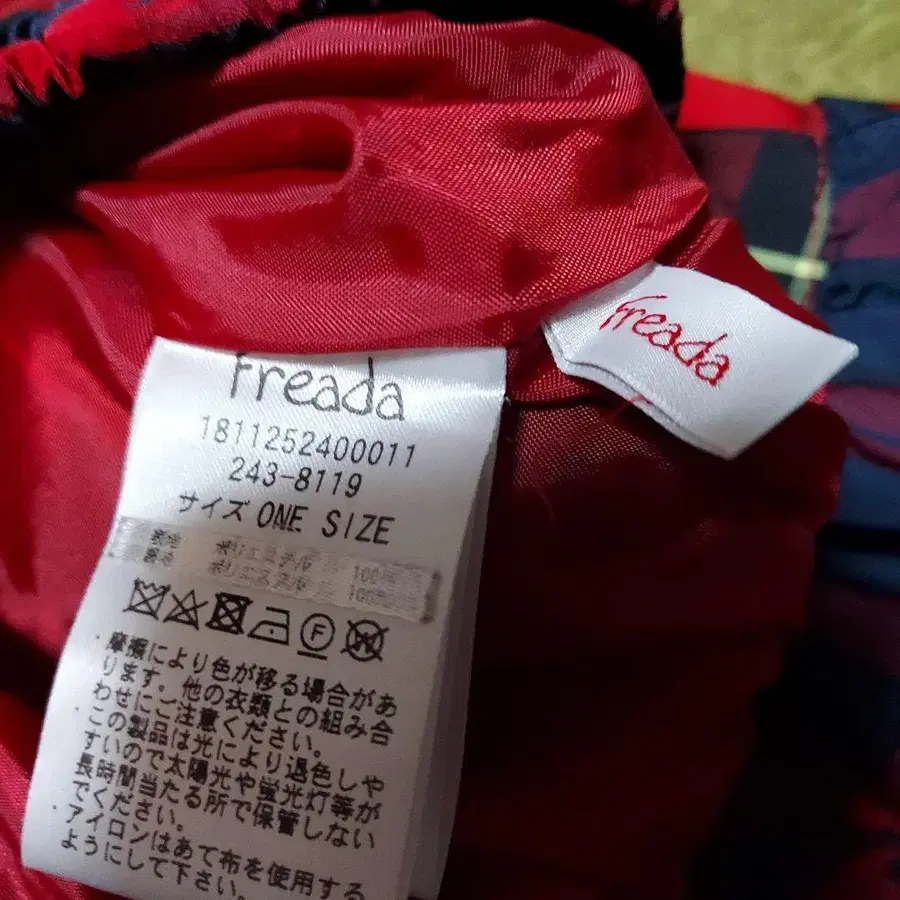 Freada
Freada
1811252400011
243-8119
サイズ ONE SIZE
表地 ポリエステル 100%
裏地 ポリエステル 100%
F W
・摩擦により色が移る場合があ
ります。他の衣類との組み合
わせにご注意ください。
・この製品は光により退色しや
すいので太陽光や蛍光灯等が
長時間当たる所で保管しない
でください。
・アイロンはあて布を使用する
ようにして下さい。